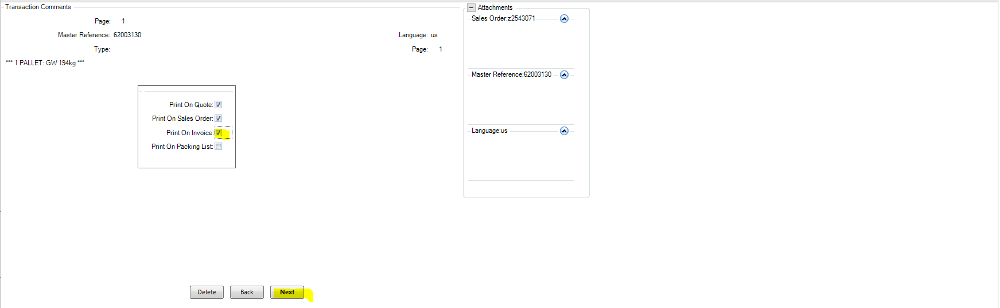 Transaction Comments
Page: 1
Master Reference: 62003130
Language: us
Type:
Page: 1
*** 1 PALLET: GW 194kg ***
Print On Quote:
Print On Sales Order:
Print On Invoice:
Print On Packing List:
Delete
Back
Next
Attachments
Sales Order:z2543071
Master Reference:62003130
Language:us